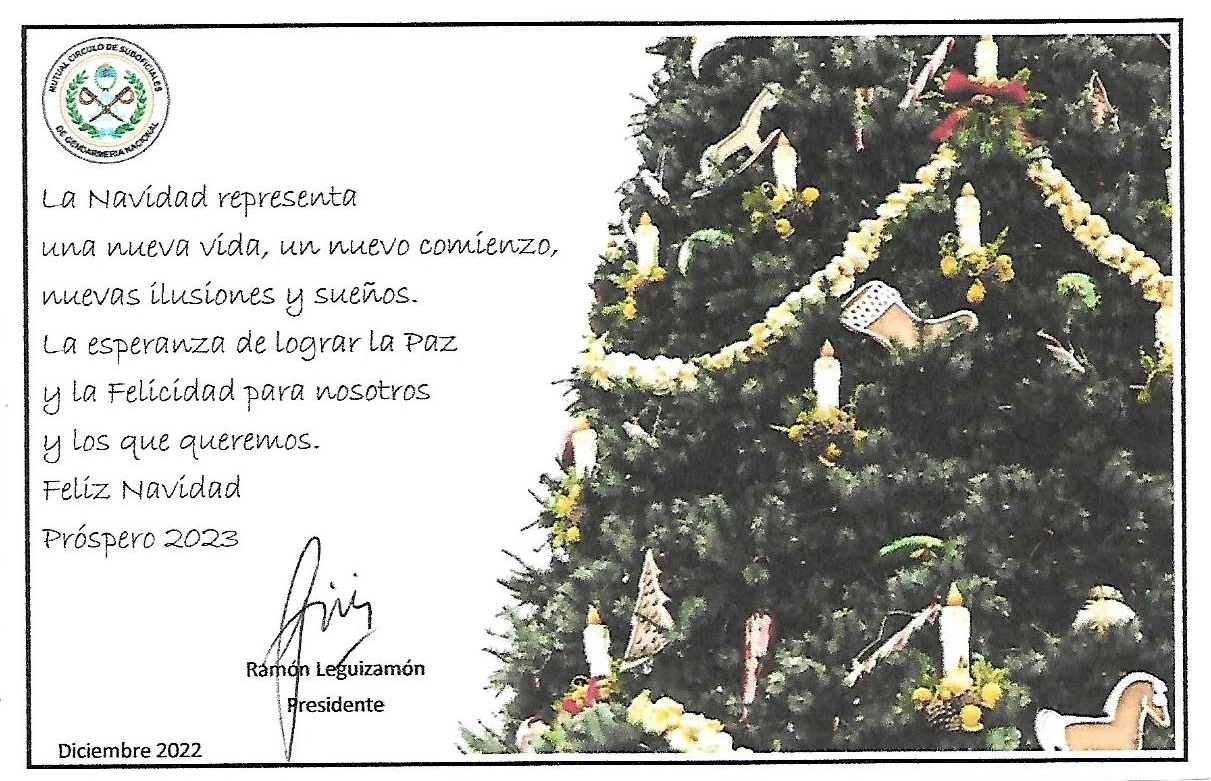 MUTUAL CIRCULO DE SUBOFICIALES
DE GENDARMERIA NACIONAL
La Navidad representa
una nueva vida, un nuevo comienzo,
nuevas ilusiones y sueños.
La esperanza de lograr la Paz
y la Felicidad para nosotros
y los que queremos.
Feliz Navidad
Próspero 2023
Ramón Leguizamón
Presidente
Diciembre 2022